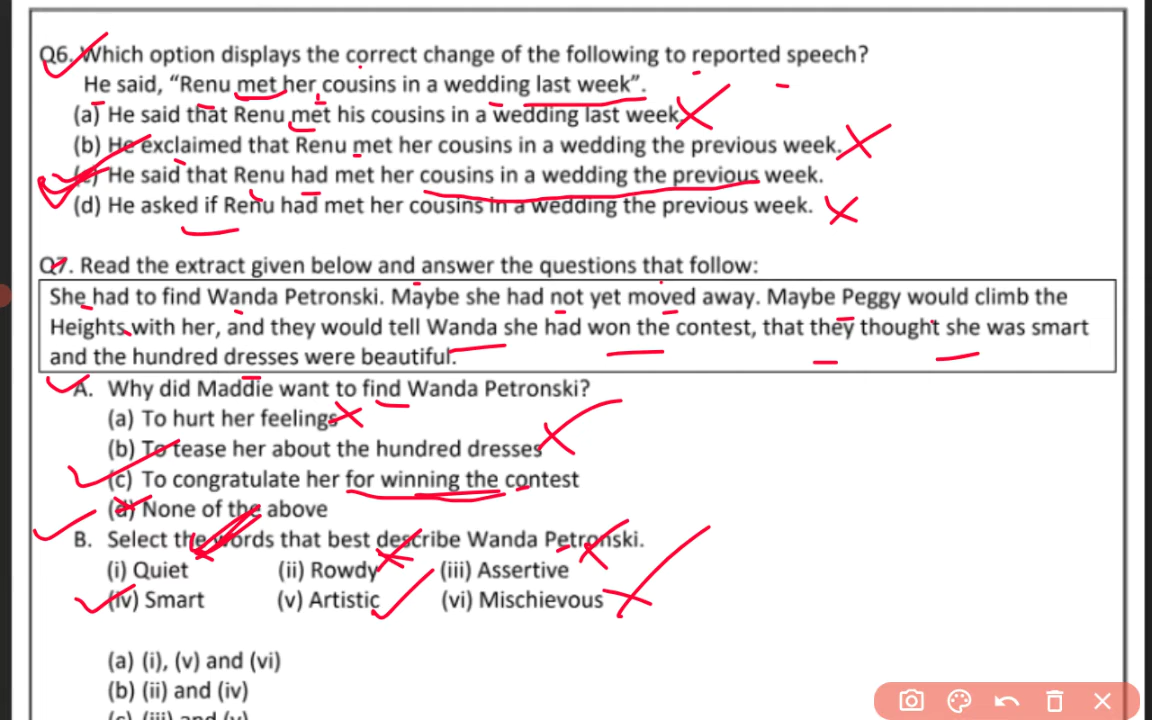 Q6. Which option displays the correct change of the following to reported speech?
He said, “Renu met her cousins in a wedding last week”.
(a) He said that Renu met his cousins in a wedding last week.
(b) He exclaimed that Renu met her cousins in a wedding the previous week.
(c) He said that Renu had met her cousins in a wedding the previous week.
(d) He asked if Renu had met her cousins in a wedding the previous week.
Q7. Read the extract given below and answer the questions that follow:
She had to find Wanda Petronski. Maybe she had not yet moved away. Maybe Peggy would climb the
Heights with her, and they would tell Wanda she had won the contest, that they thought she was smart
and the hundred dresses were beautiful.
A. Why did Maddie want to find Wanda Petronski?
(a) To hurt her feelings
(b) To tease her about the hundred dresses
(c) To congratulate her for winning the contest
(d) None of the above
B. Select the words that best describe Wanda Petronski.
(i) Quiet (ii) Rowdy (iii) Assertive
(iv) Smart (v) Artistic (vi) Mischievous
(a) (i), (v) and (vi)
(b) (ii) and (iv)
(c) (iii) and (v)